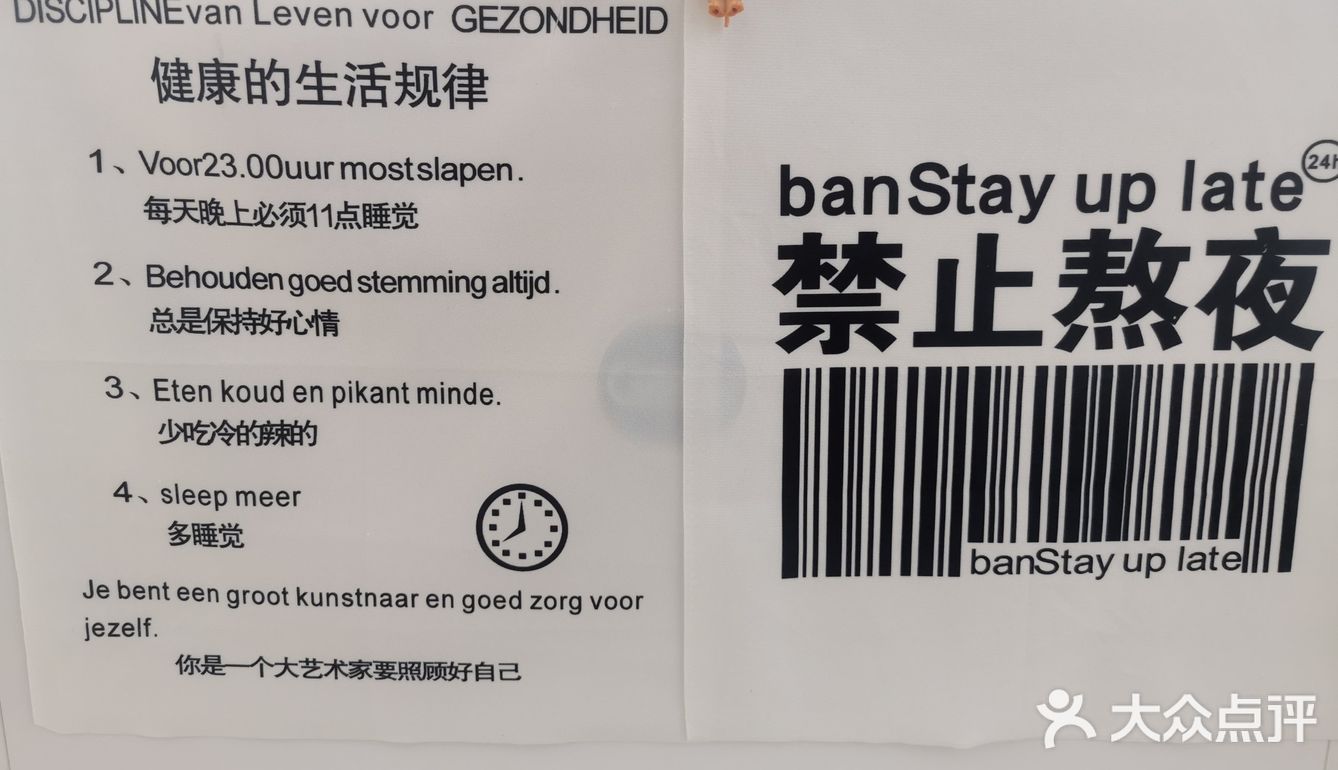 DISCIPLINEvan Leven voor GEZONDHEID
健康的生活规律
1、Voor23.00uur mostslapen.
每天晚上必须11点睡觉
2、Behouden goed stemming altijd.
总是保持好心情
3、Eten koud en pikant minde.
少吃冷的辣的
4、sleep meer
多睡觉
Je bent een groot kunstnaar en goed zorg voor
jezelf.
你是一个大艺术家要照顾好自己
24H
banStay up late
禁止熬夜
banStay up late
大众点评